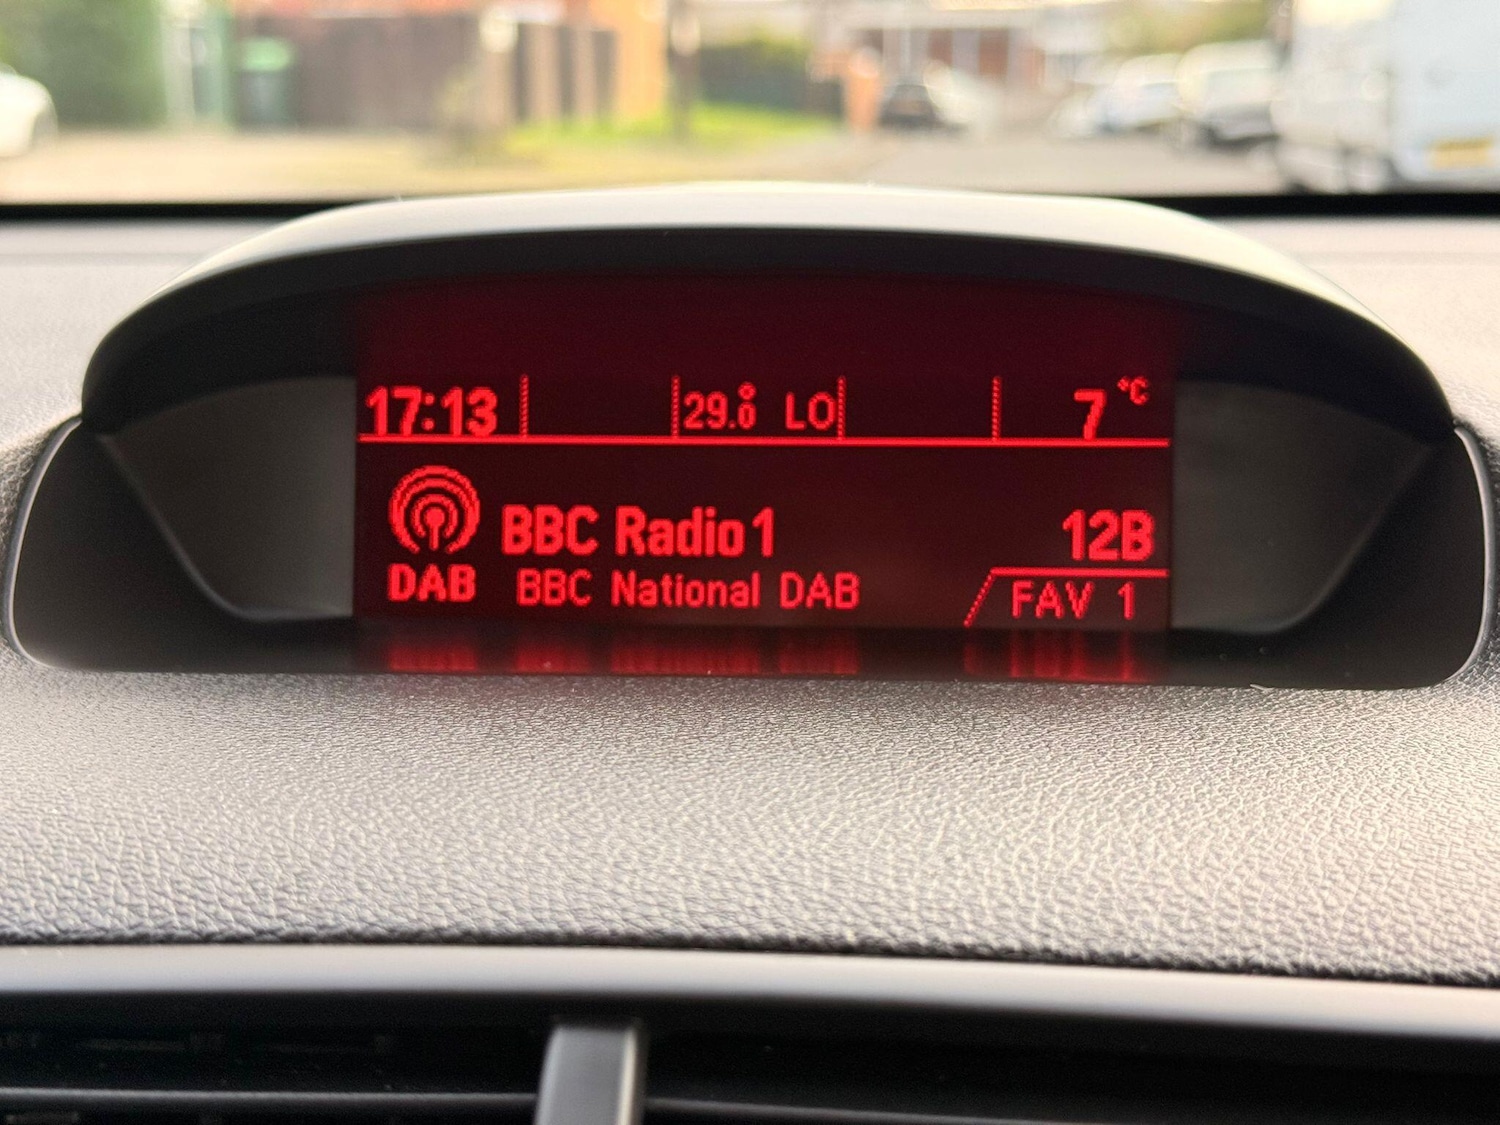 17:13 29.0° LO 7 °C
BBC Radio 1 12B
DAB BBC National DAB FAV 1